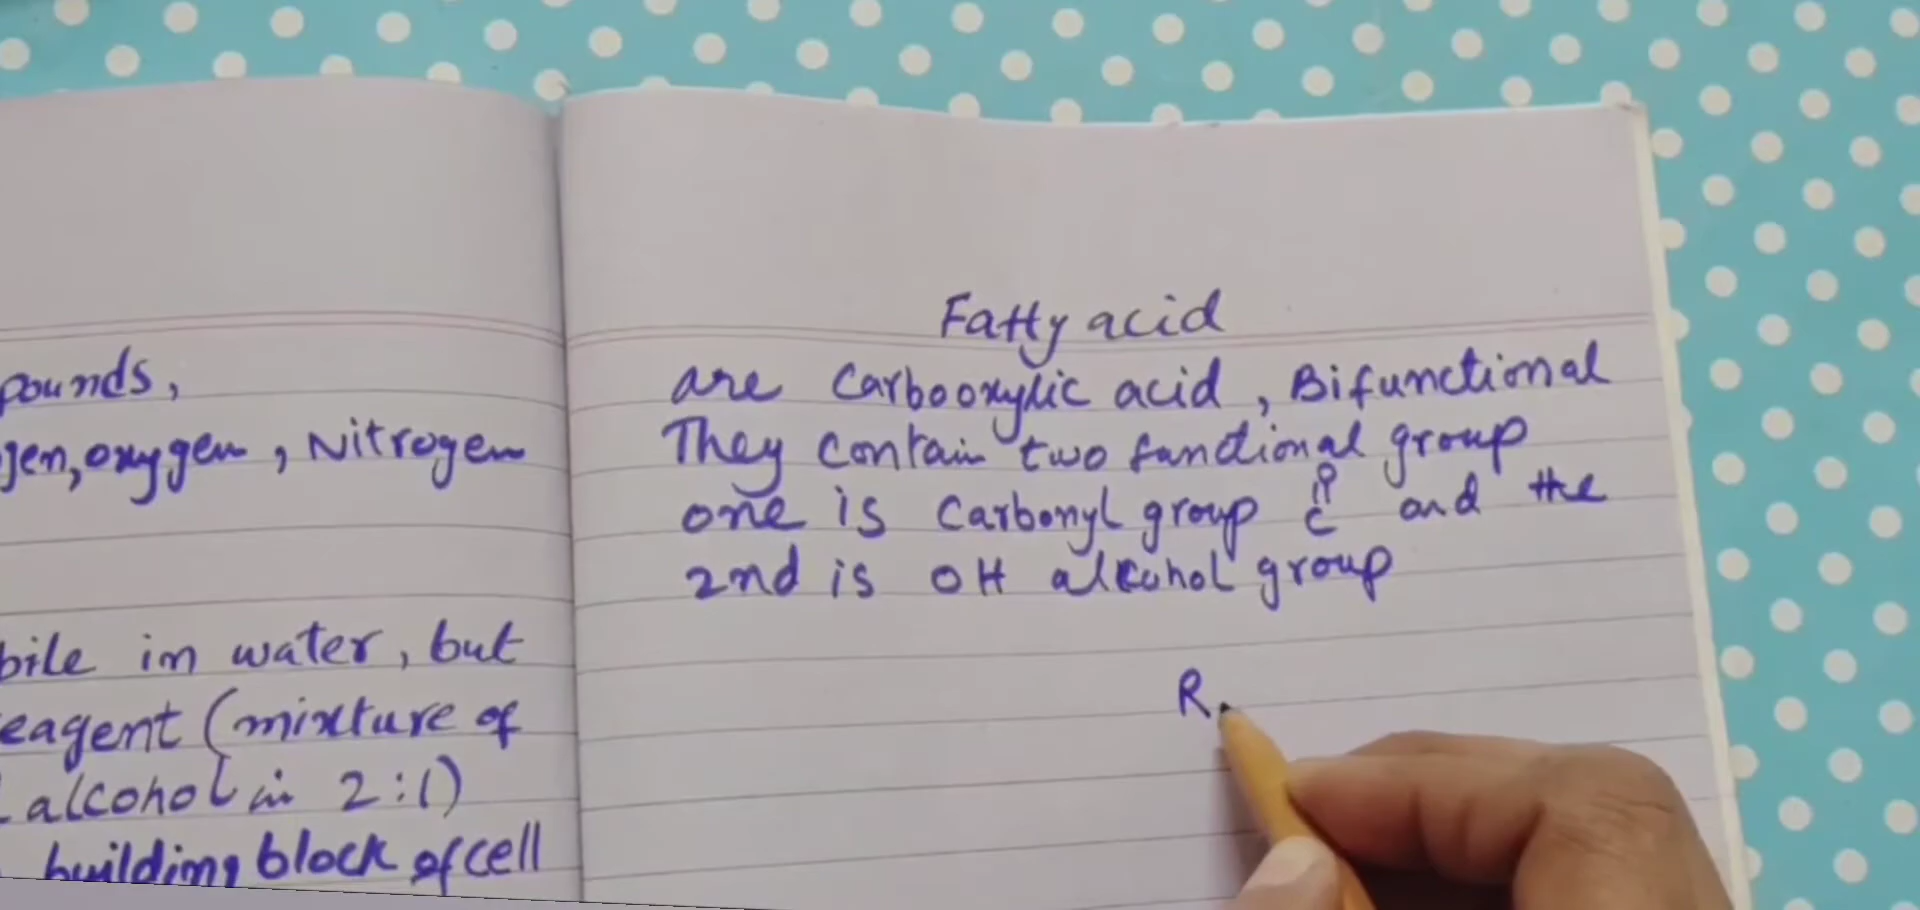 pounds,
gen, oxygen, Nitrogen
bile in water, but
eagent (mixture of
alcohol in 2:1)
building block of cell
Fatty acid
are Carbooxylic acid, Bifunctional
They contain two functional group
one is Carbonyl group O
||
C and the
2nd is OH alcohol group
R